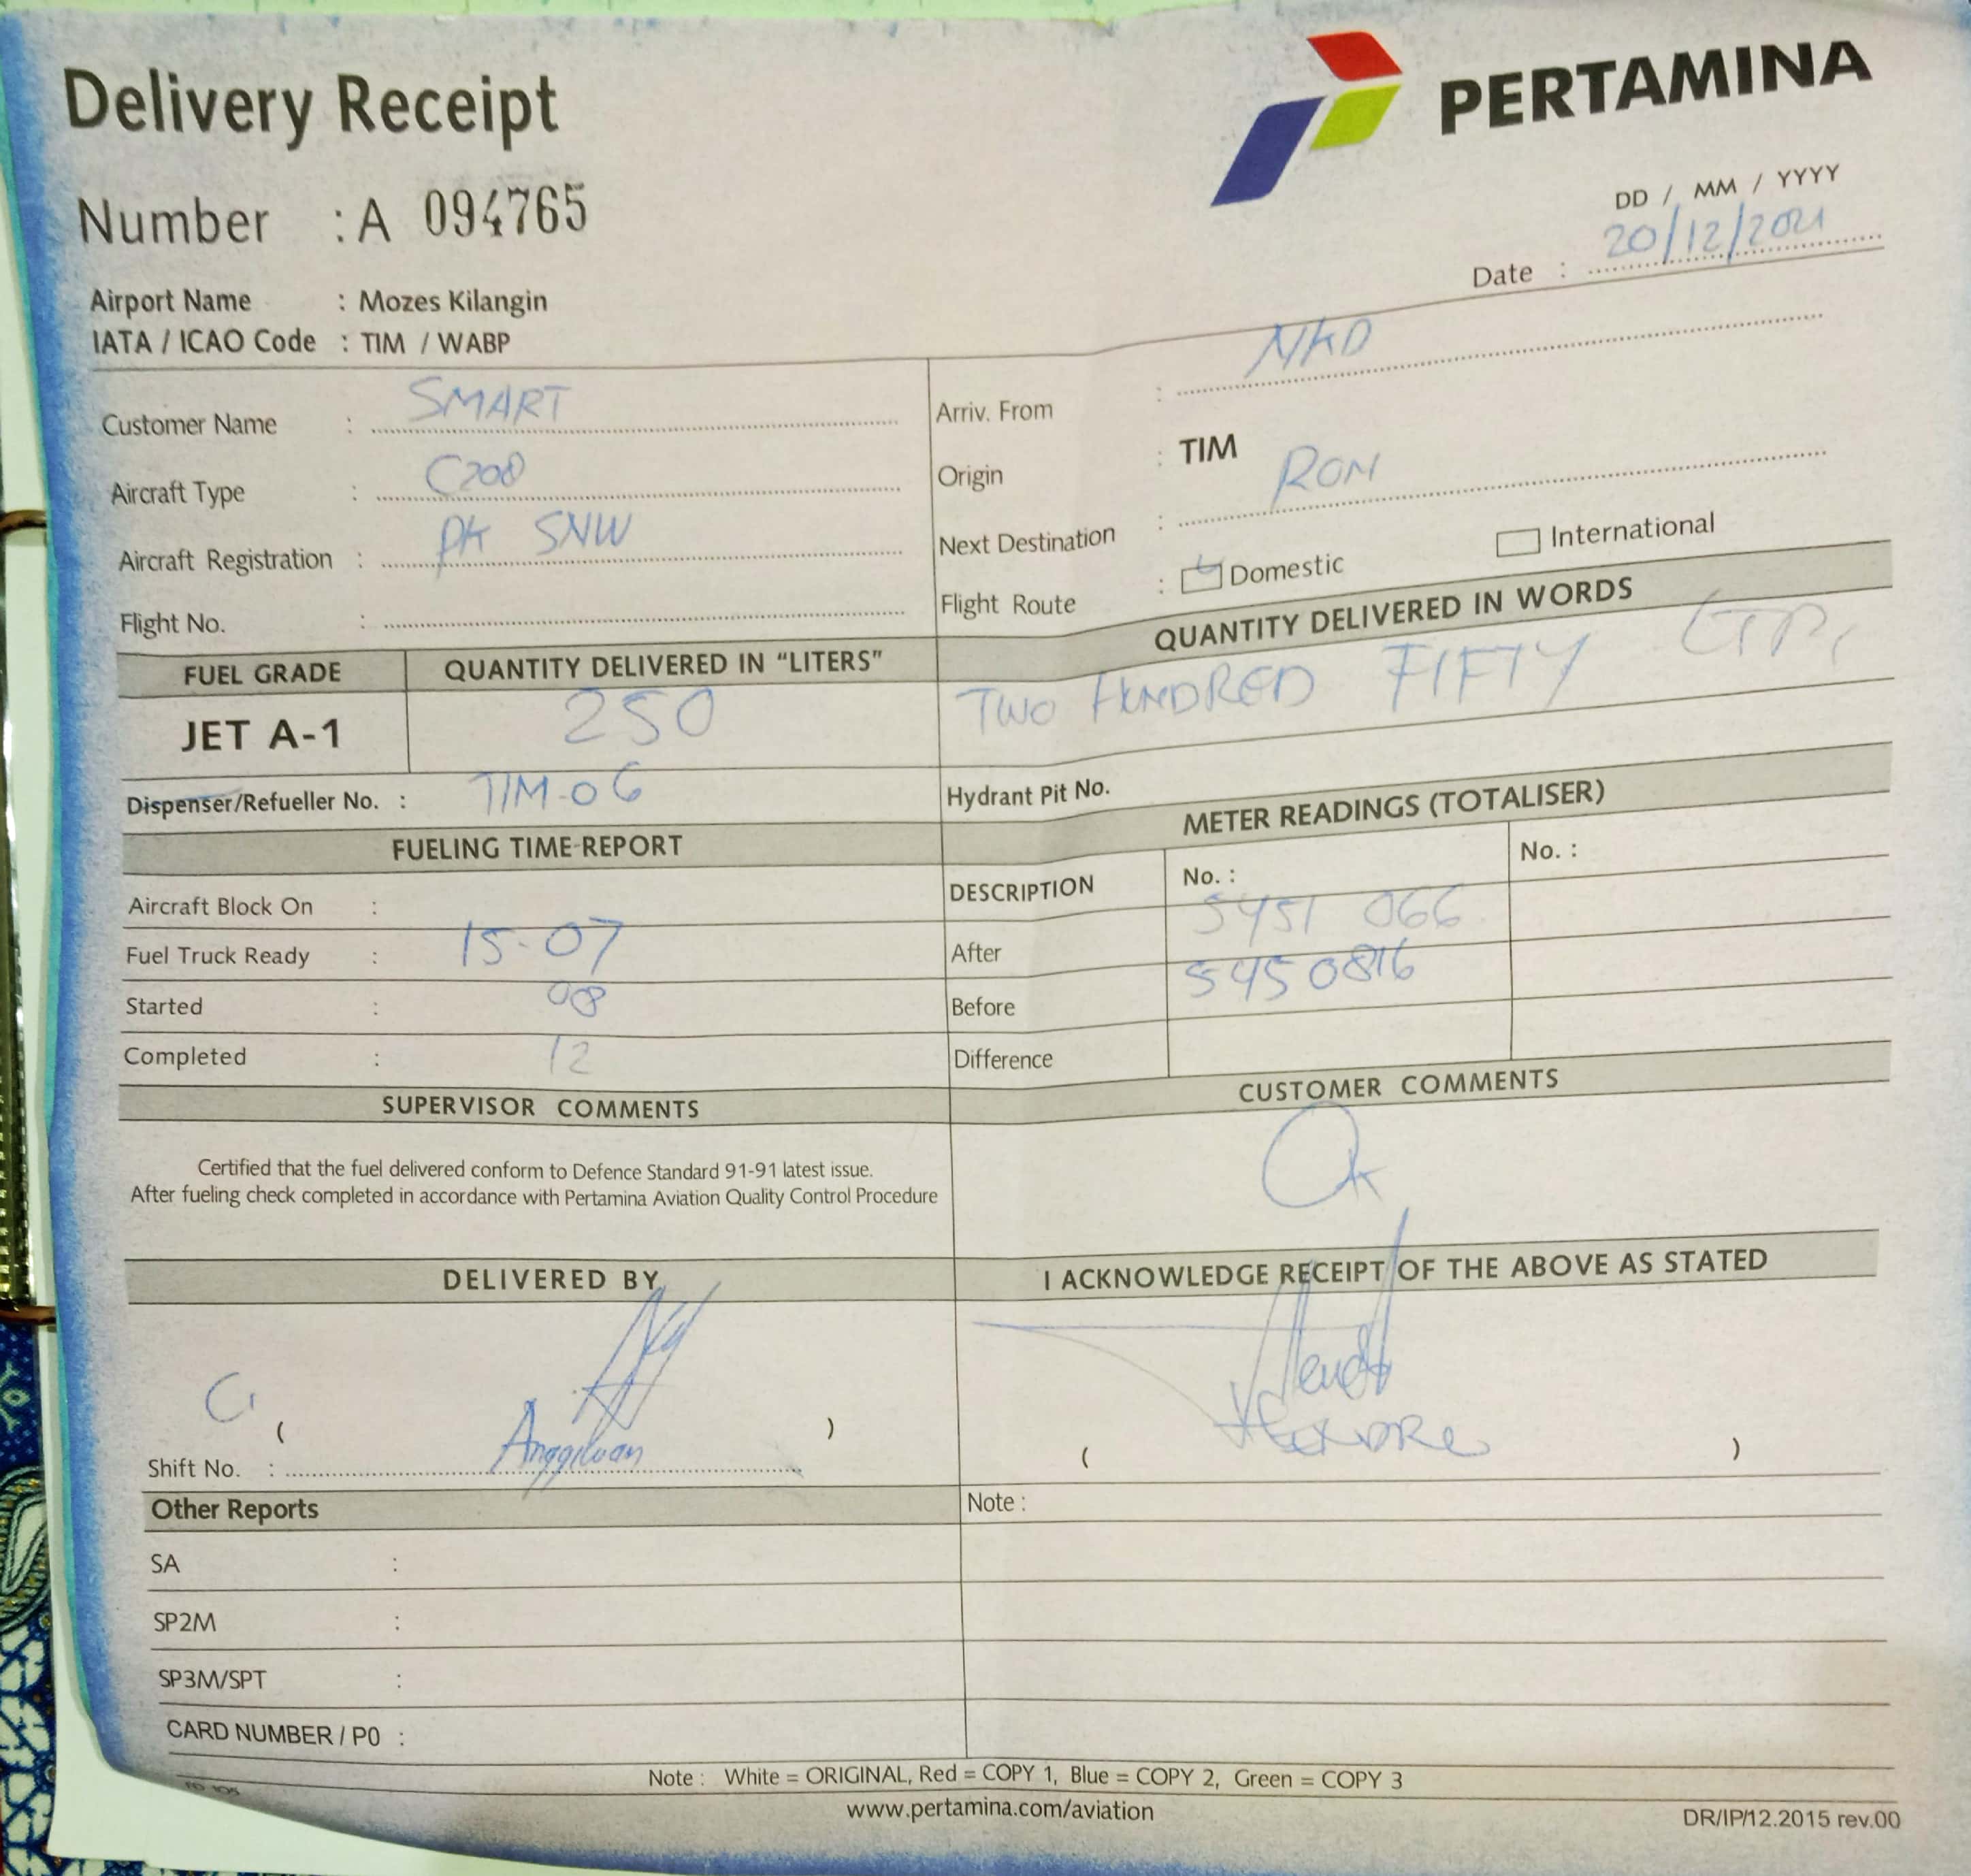 Delivery Receipt
PERTAMINA
Number : A 094765
DD / MM / YYYY
Date : 20/12/2021
Airport Name : Mozes Kilangin
IATA / ICAO Code : TIM / WABP
Customer Name : SMART
Aircraft Type : C208
Aircraft Registration : PK SNW
Flight No. :
Arriv. From : NKD
Origin : TIM
Next Destination : RON
Flight Route : Domestic International
FUEL GRADE QUANTITY DELIVERED IN "LITERS" QUANTITY DELIVERED IN WORDS
JET A-1 250 TWO HUNDRED FIFTY LTR,
Dispenser/Refueller No. : TIM-06 Hydrant Pit No.
FUELING TIME REPORT
Aircraft Block On :
Fuel Truck Ready : 15-07
Started : 08
Completed : 12
METER READINGS (TOTALISER)
DESCRIPTION No. : No. :
After 5451 066
Before 5450816
Difference
SUPERVISOR COMMENTS
Certified that the fuel delivered conform to Defence Standard 91-91 latest issue.
After fueling check completed in accordance with Pertamina Aviation Quality Control Procedure
CUSTOMER COMMENTS
Ok
DELIVERED BY
C
( )
Shift No. :
I ACKNOWLEDGE RECEIPT OF THE ABOVE AS STATED
( )
Other Reports
SA :
SP2M :
SP3M/SPT :
CARD NUMBER / P0 :
Note :
Note : White = ORIGINAL, Red = COPY 1, Blue = COPY 2, Green = COPY 3
www.pertamina.com/aviation
DR/IP/12.2015 rev.00